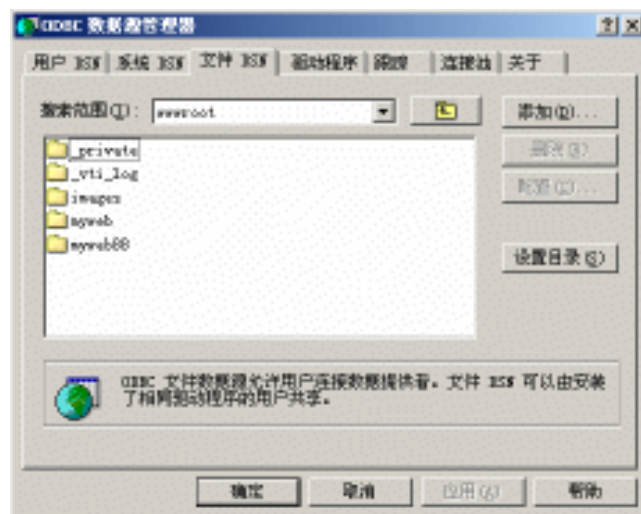 ODBC 数据源管理器
用户 DSN 系统 DSN 文件 DSN 驱动程序 跟踪 连接池 关于
搜索范围(I): wwwroot 添加(D)...
_private 删除(R)
_vti_log 配置(C)...
images
myweb
myweb88
设置目录(S)
ODBC 文件数据源允许用户连接数据提供者。文件 DSN 可以由安装
了相同驱动程序的用户共享。
确定 取消 应用(A) 帮助